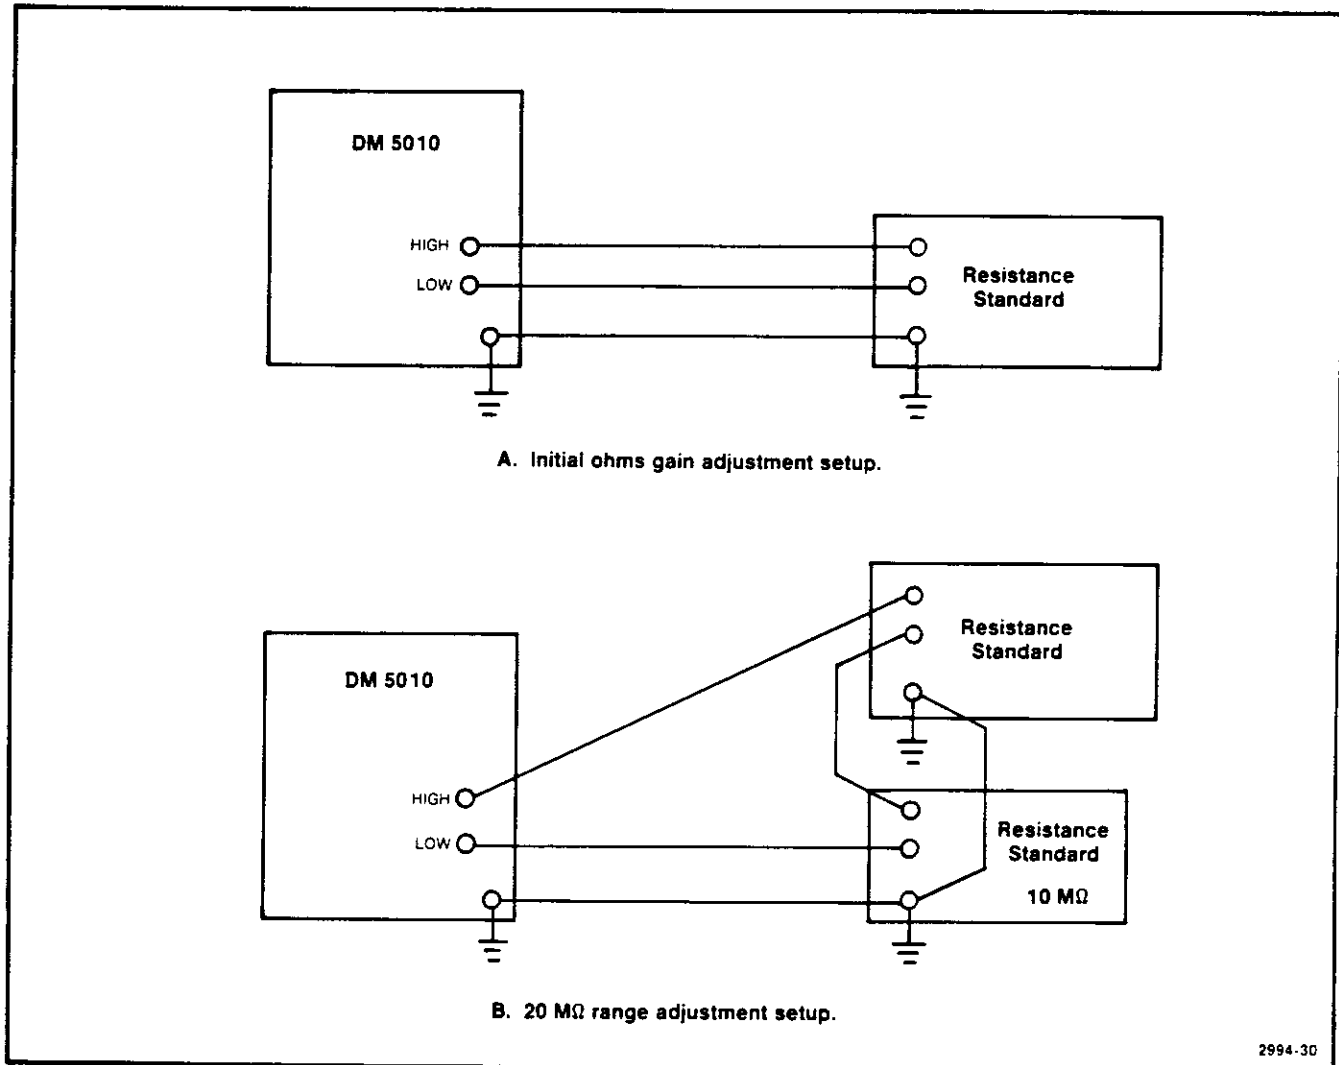 DM 5010
HIGH
LOW
Resistance
Standard
A. Initial ohms gain adjustment setup.
DM 5010
HIGH
LOW
Resistance
Standard
Resistance
Standard
10 MΩ
B. 20 MΩ range adjustment setup.
2994-30